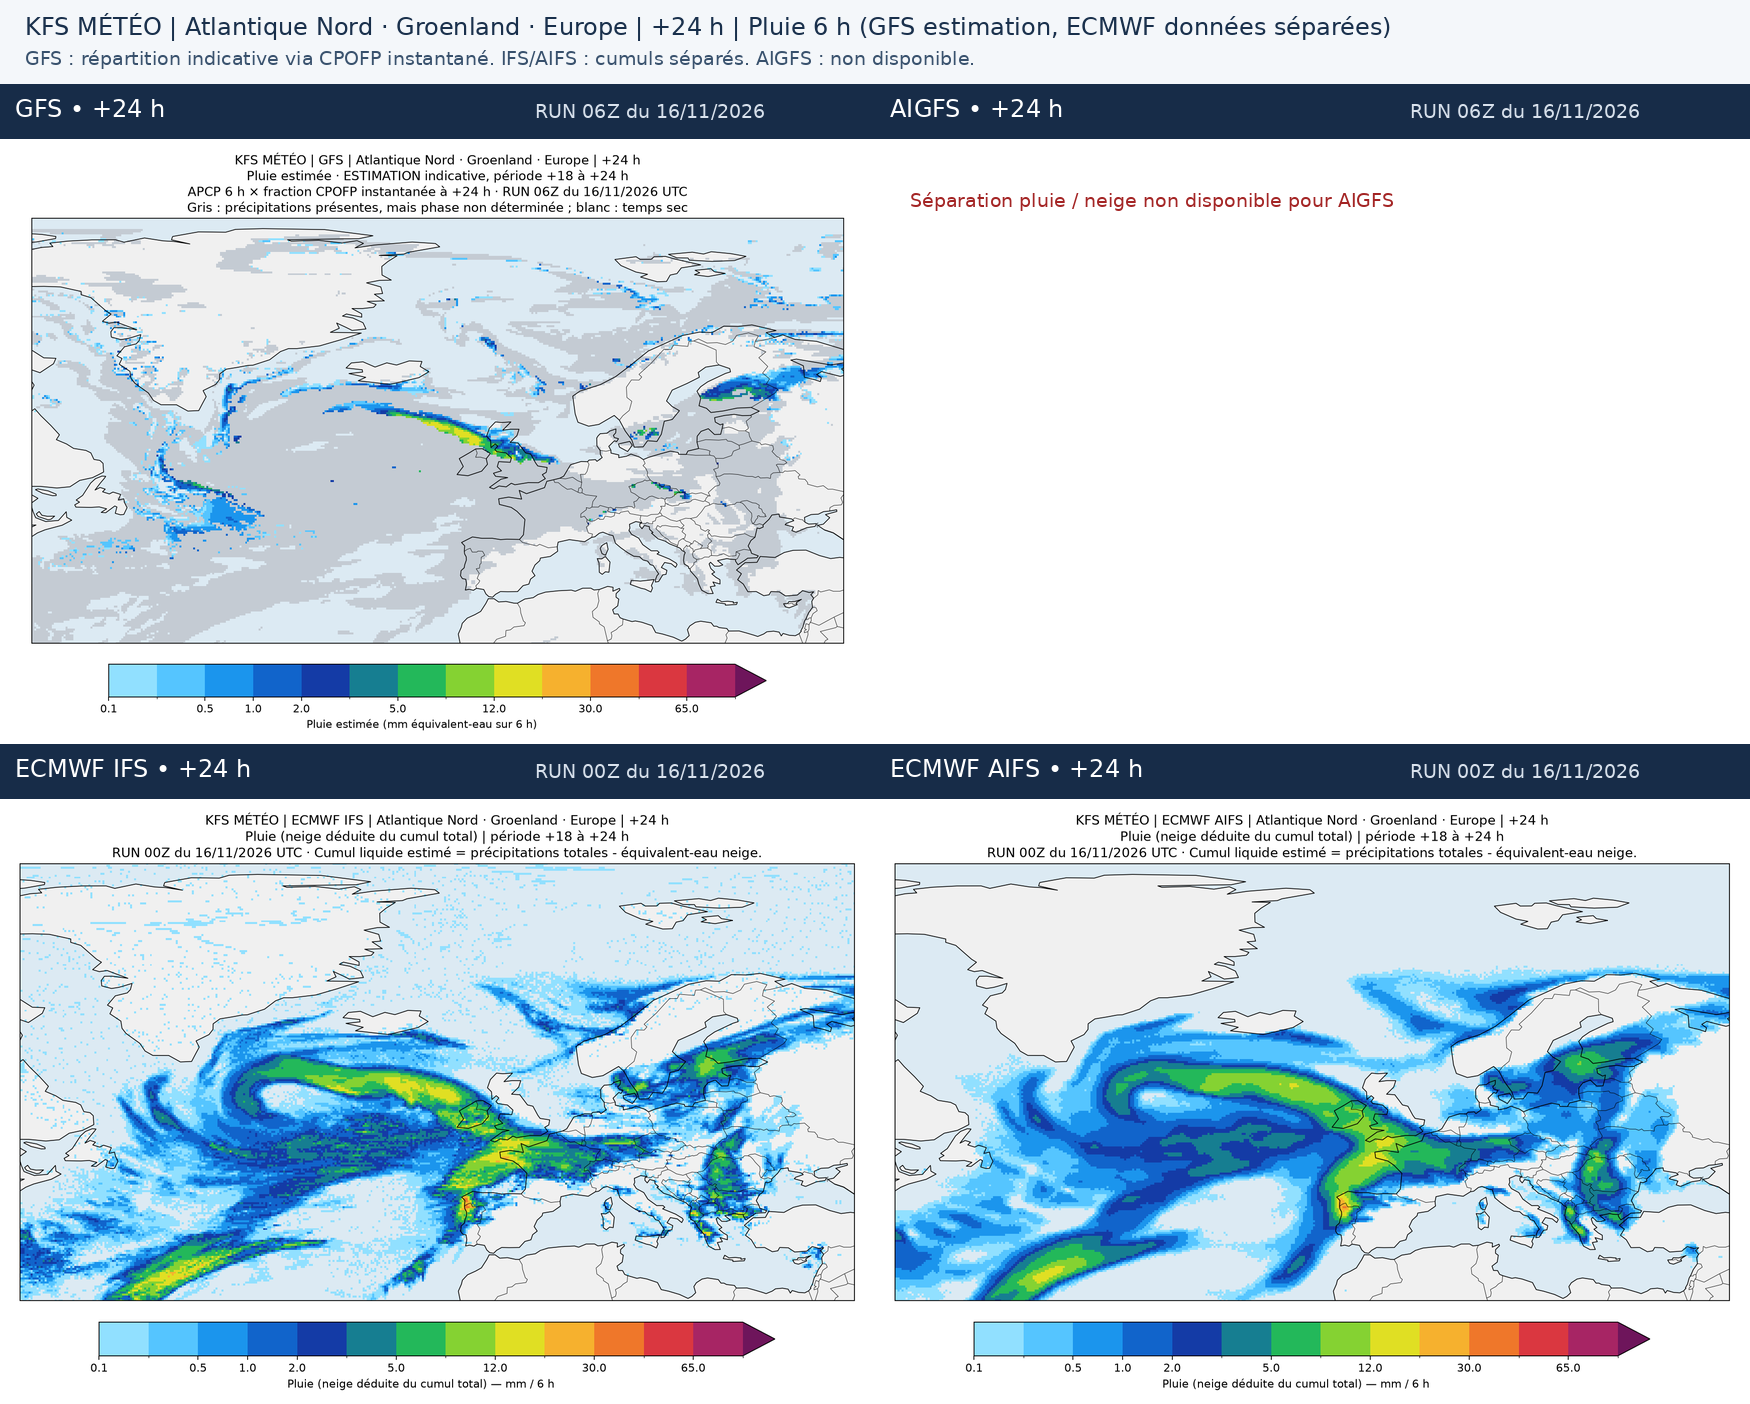 KFS MÉTÉO | Atlantique Nord · Groenland · Europe | +24 h | Pluie 6 h (GFS estimation, ECMWF données séparées)
GFS : répartition indicative via CPOFP instantané. IFS/AIFS : cumuls séparés. AIGFS : non disponible.
GFS • +24 h
RUN 06Z du 16/11/2026
AIGFS • +24 h
RUN 06Z du 16/11/2026
KFS MÉTÉO | GFS | Atlantique Nord · Groenland · Europe | +24 h
Pluie estimée · ESTIMATION indicative, période +18 à +24 h
APCP 6 h × fraction CPOFP instantanée à +24 h · RUN 06Z du 16/11/2026 UTC
Gris : précipitations présentes, mais phase non déterminée ; blanc : temps sec
Séparation pluie / neige non disponible pour AIGFS
0.1 0.5 1.0 2.0 5.0 12.0 30.0 65.0
Pluie estimée (mm équivalent-eau sur 6 h)
ECMWF IFS • +24 h
RUN 00Z du 16/11/2026
ECMWF AIFS • +24 h
RUN 00Z du 16/11/2026
KFS MÉTÉO | ECMWF IFS | Atlantique Nord · Groenland · Europe | +24 h
Pluie (neige déduite du cumul total) | période +18 à +24 h
RUN 00Z du 16/11/2026 UTC · Cumul liquide estimé = précipitations totales - équivalent-eau neige.
KFS MÉTÉO | ECMWF AIFS | Atlantique Nord · Groenland · Europe | +24 h
Pluie (neige déduite du cumul total) | période +18 à +24 h
RUN 00Z du 16/11/2026 UTC · Cumul liquide estimé = précipitations totales - équivalent-eau neige.
0.1 0.5 1.0 2.0 5.0 12.0 30.0 65.0
Pluie (neige déduite du cumul total) — mm / 6 h
0.1 0.5 1.0 2.0 5.0 12.0 30.0 65.0
Pluie (neige déduite du cumul total) — mm / 6 h